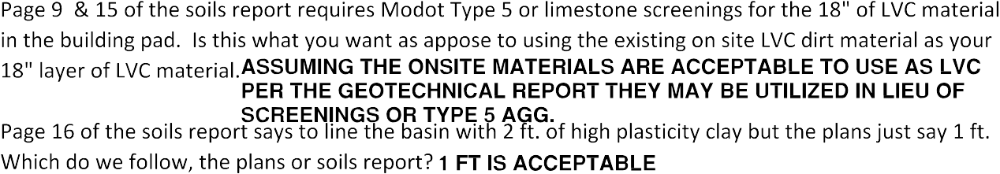 Page 9 & 15 of the soils report requires Modot Type 5 or limestone screenings for the 18" of LVC material
in the building pad. Is this what you want as appose to using the existing on site LVC dirt material as your
18" layer of LVC material. ASSUMING THE ONSITE MATERIALS ARE ACCEPTABLE TO USE AS LVC
PER THE GEOTECHNICAL REPORT THEY MAY BE UTILIZED IN LIEU OF
SCREENINGS OR TYPE 5 AGG.
Page 16 of the soils report says to line the basin with 2 ft. of high plasticity clay but the plans just say 1 ft.
Which do we follow, the plans or soils report? 1 FT IS ACCEPTABLE